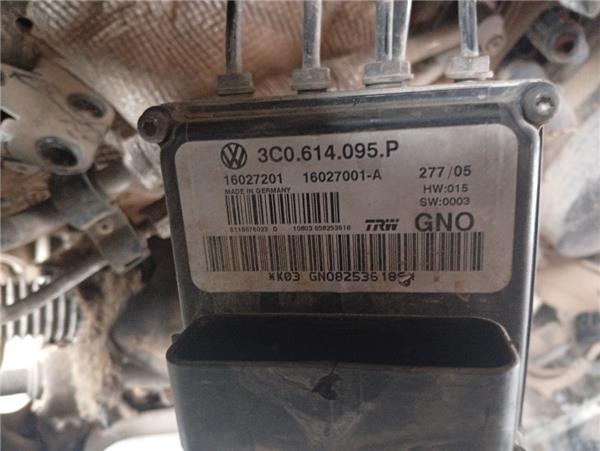 3C0.614.095.P
16027201 16027001-A 277/05
MADE IN GERMANY HW:015
SW:0003
TRW GNO
*K03 GN08253618